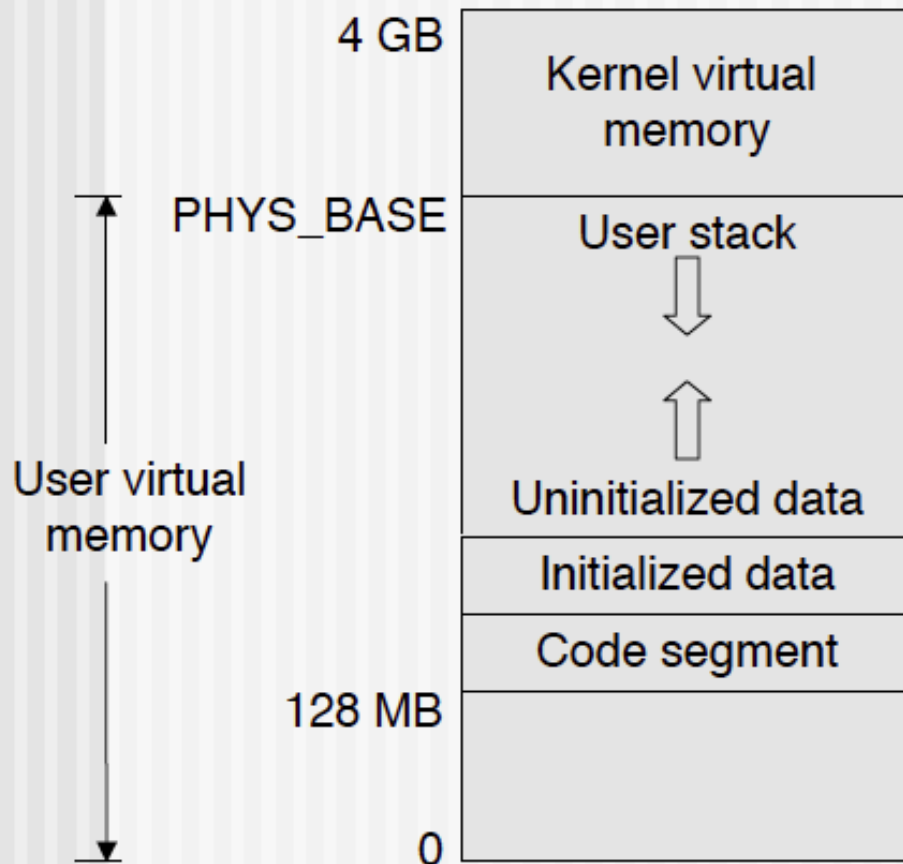 4 GB
Kernel virtual
memory
PHYS_BASE
User stack
User virtual
memory
Uninitialized data
Initialized data
Code segment
128 MB
0